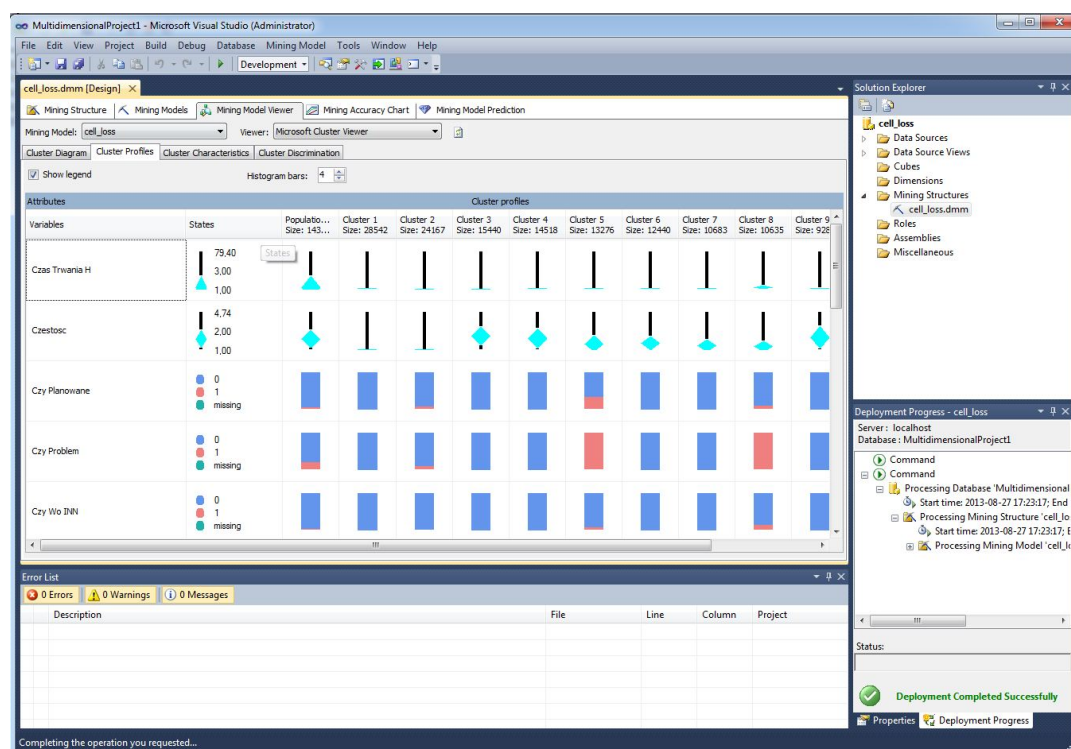 MultidimensionalProject1 - Microsoft Visual Studio (Administrator)
File Edit View Project Build Debug Database Mining Model Tools Window Help
Development
cell_loss.dmm [Design]
Mining Structure Mining Models Mining Model Viewer Mining Accuracy Chart Mining Model Prediction
Mining Model: cell_loss Viewer: Microsoft Cluster Viewer
Cluster Diagram Cluster Profiles Cluster Characteristics Cluster Discrimination
Show legend Histogram bars: 4
Attributes Cluster profiles
Variables States Populatio... Cluster 1 Cluster 2 Cluster 3 Cluster 4 Cluster 5 Cluster 6 Cluster 7 Cluster 8 Cluster 9
Size: 143... Size: 28542 Size: 24167 Size: 15440 Size: 14518 Size: 13276 Size: 12440 Size: 10683 Size: 10635 Size: 928
States
Czas Trwania H
79,40
3,00
1,00
Czestosc
4,74
2,00
1,00
Czy Planowane
0
1
missing
Czy Problem
0
1
missing
Czy Wo INN
0
1
missing
Error List
0 Errors 0 Warnings 0 Messages
Description File Line Column Project
Completing the operation you requested...
Solution Explorer
cell_loss
Data Sources
Data Source Views
Cubes
Dimensions
Mining Structures
cell_loss.dmm
Roles
Assemblies
Miscellaneous
Deployment Progress - cell_loss
Server : localhost
Database : MultidimensionalProject1
Command
Command
Processing Database 'Multidimensional
Start time: 2013-08-27 17:23:17; End
Processing Mining Structure 'cell_lo
Start time: 2013-08-27 17:23:17; E
Processing Mining Model 'cell_l
Status:
Deployment Completed Successfully
Properties Deployment Progress